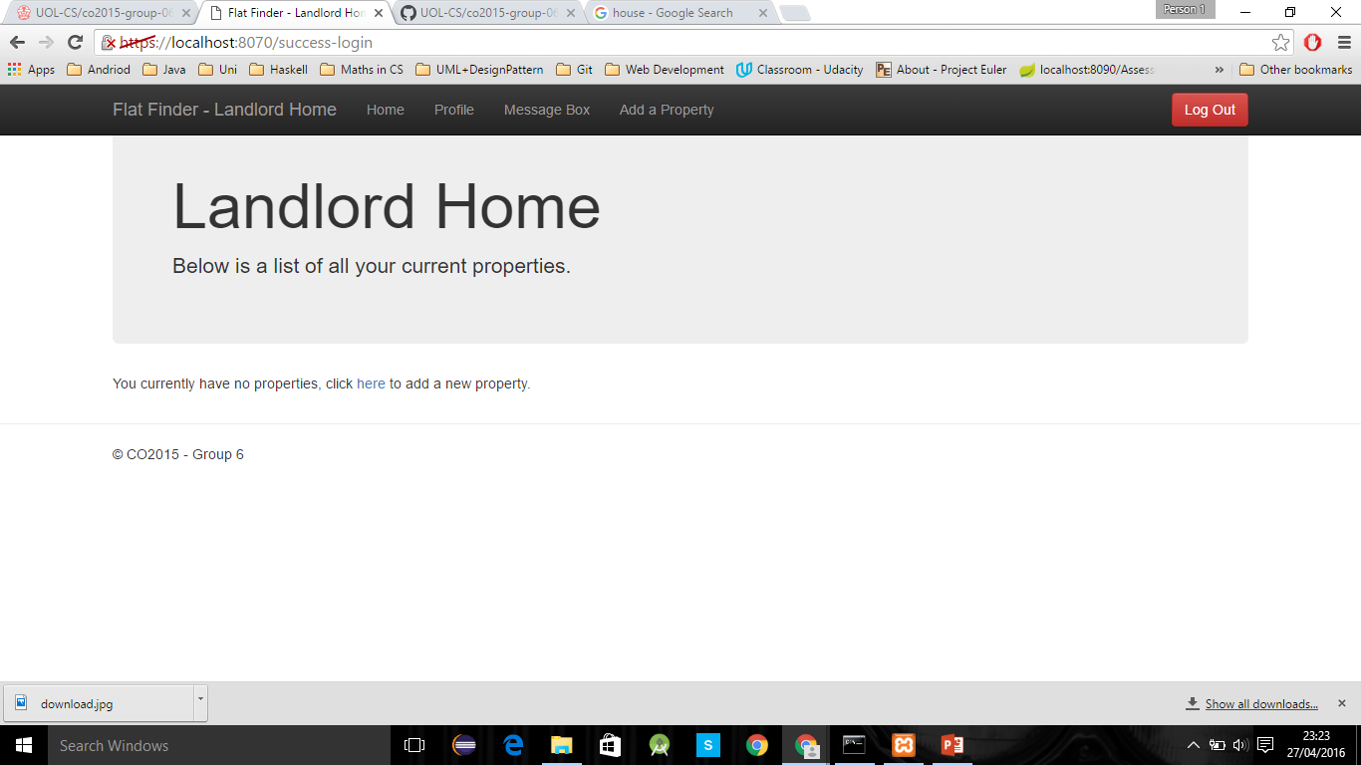 UOL-CS/co2015-group-06
Flat Finder - Landlord Hom
UOL-CS/co2015-group-06
house - Google Search
Person 1
https://localhost:8070/success-login
Apps
Andriod
Java
Uni
Haskell
Maths in CS
UML+DesignPattern
Git
Web Development
Classroom - Udacity
PE
About - Project Euler
localhost:8090/Assess
»
Other bookmarks
Flat Finder - Landlord Home
Home
Profile
Message Box
Add a Property
Log Out
Landlord Home
Below is a list of all your current properties.
You currently have no properties, click here to add a new property.
© CO2015 - Group 6
download.jpg
Show all downloads...
Search Windows
23:23
27/04/2016